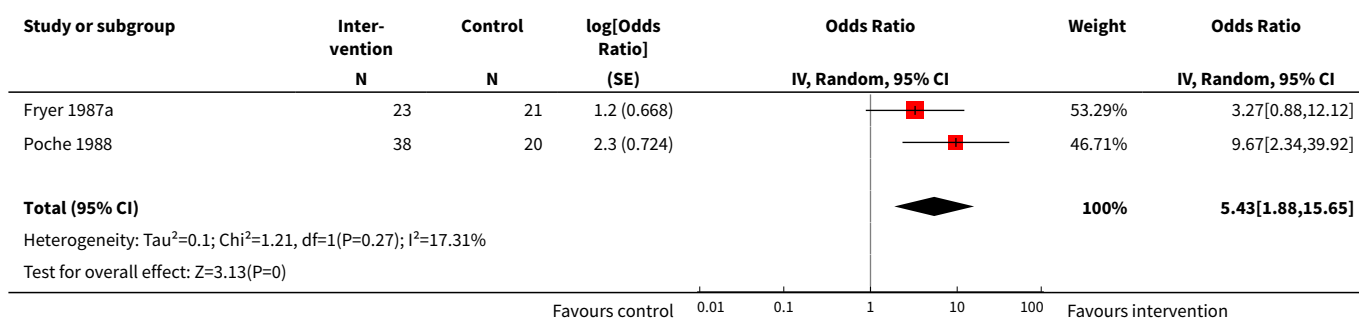 Study or subgroup Inter- Control log[Odds Odds Ratio Weight Odds Ratio
vention Ratio]
N N (SE) IV, Random, 95% CI IV, Random, 95% CI
Fryer 1987a 23 21 1.2 (0.668) 53.29% 3.27[0.88,12.12]
Poche 1988 38 20 2.3 (0.724) 46.71% 9.67[2.34,39.92]
Total (95% CI) 100% 5.43[1.88,15.65]
Heterogeneity: Tau²=0.1; Chi²=1.21, df=1(P=0.27); I²=17.31%
Test for overall effect: Z=3.13(P=0)
Favours control 0.01 0.1 1 10 100 Favours intervention